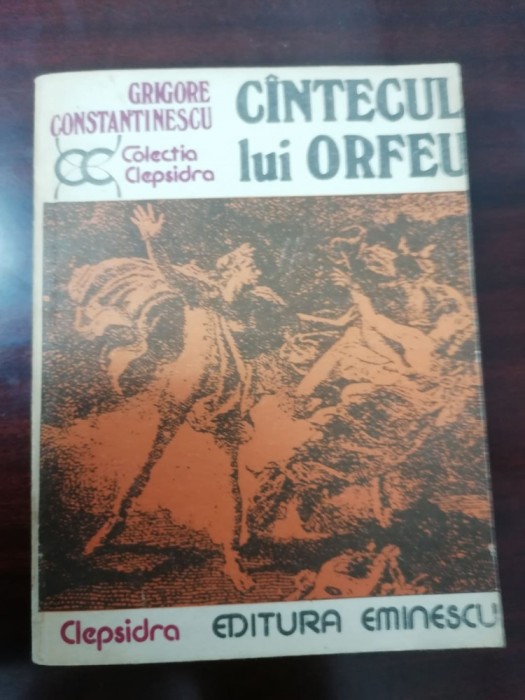 GRIGORE
CONSTANTINESCU
Colectia
Clepsidra
CÎNTECUL
lui ORFEU
Clepsidra EDITURA EMINESCU